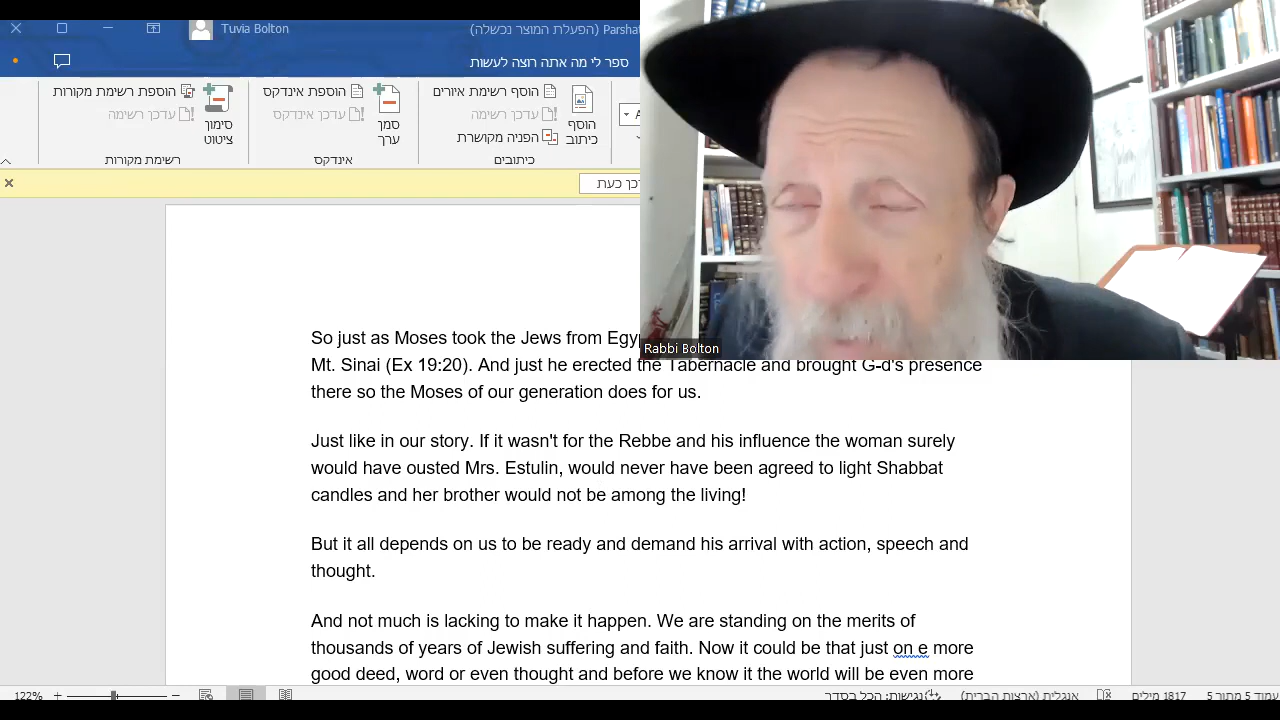 Tuvia Bolton
Parshat (הפעלת המוצר נכשלה)
ספר לי מה אתה רוצה לעשות
הוסף רשימת איורים
עדכן רשימה
הפניה מקושרת
הוסף כיתוב
כיתובים
הוספת אינדקס
עדכן אינדקס
סמן ערך
אינדקס
הוספת רשימת מקורות
עדכן רשימה
סימון ציטוט
רשימת מקורות
כעת
So just as Moses took the Jews from Egy
Mt. Sinai (Ex 19:20). And just he erected the Tabernacle and brought G-d's presence
there so the Moses of our generation does for us.
Just like in our story. If it wasn't for the Rebbe and his influence the woman surely
would have ousted Mrs. Estulin, would never have been agreed to light Shabbat
candles and her brother would not be among the living!
But it all depends on us to be ready and demand his arrival with action, speech and
thought.
And not much is lacking to make it happen. We are standing on the merits of
thousands of years of Jewish suffering and faith. Now it could be that just on e more
good deed, word or even thought and before we know it the world will be even more
Rabbi Bolton
עמוד 5 מתוך 5
1817 מילים
אנגלית (ארצות הברית)
נגישות: הכל בסדר
122%